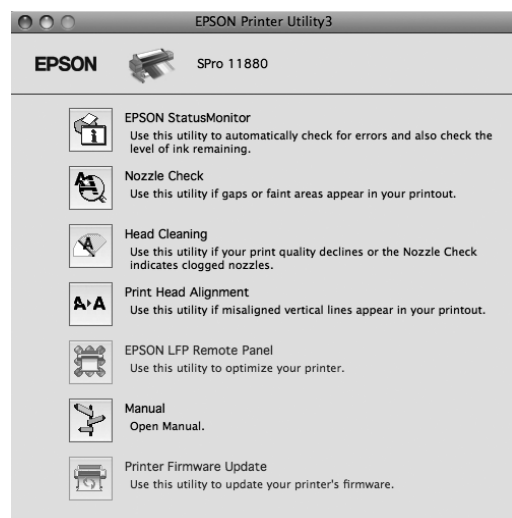 EPSON Printer Utility3
EPSON
SPro 11880
EPSON StatusMonitor
Use this utility to automatically check for errors and also check the
level of ink remaining.
Nozzle Check
Use this utility if gaps or faint areas appear in your printout.
Head Cleaning
Use this utility if your print quality declines or the Nozzle Check
indicates clogged nozzles.
Print Head Alignment
Use this utility if misaligned vertical lines appear in your printout.
EPSON LFP Remote Panel
Use this utility to optimize your printer.
Manual
Open Manual.
Printer Firmware Update
Use this utility to update your printer's firmware.